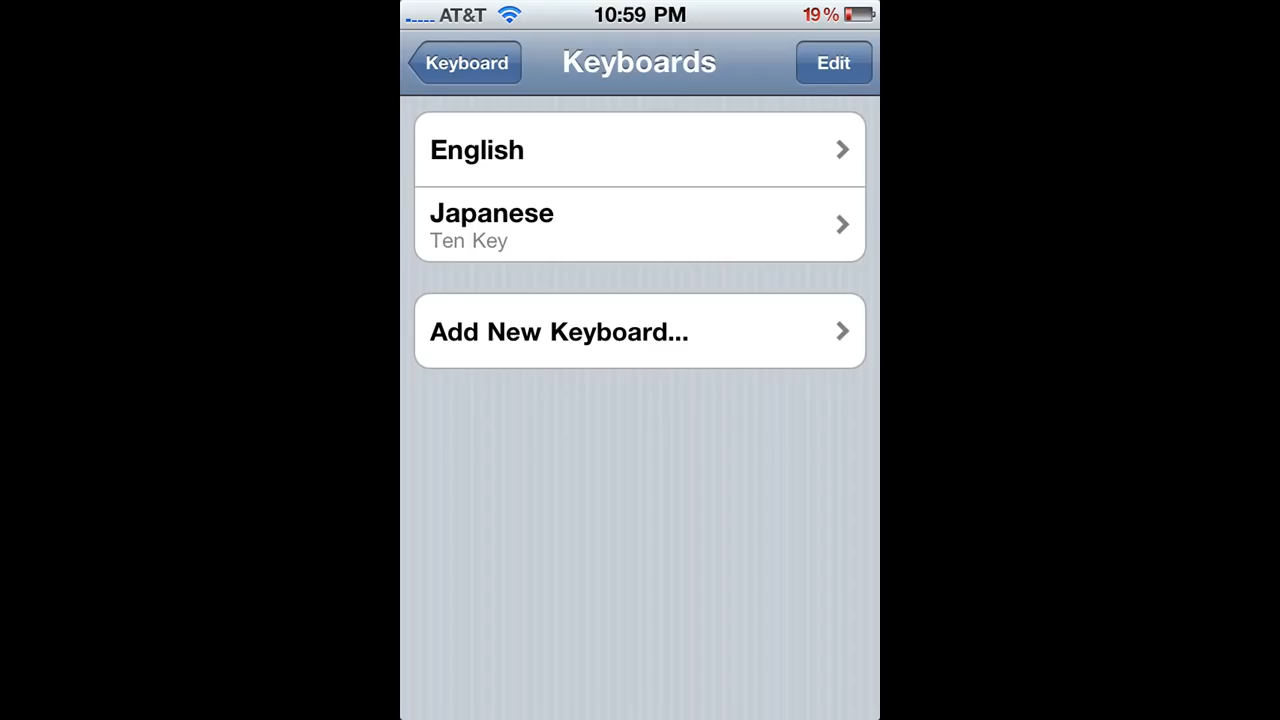 AT&T 10:59 PM 19%
Keyboard Keyboards Edit
English
Japanese
Ten Key
Add New Keyboard...